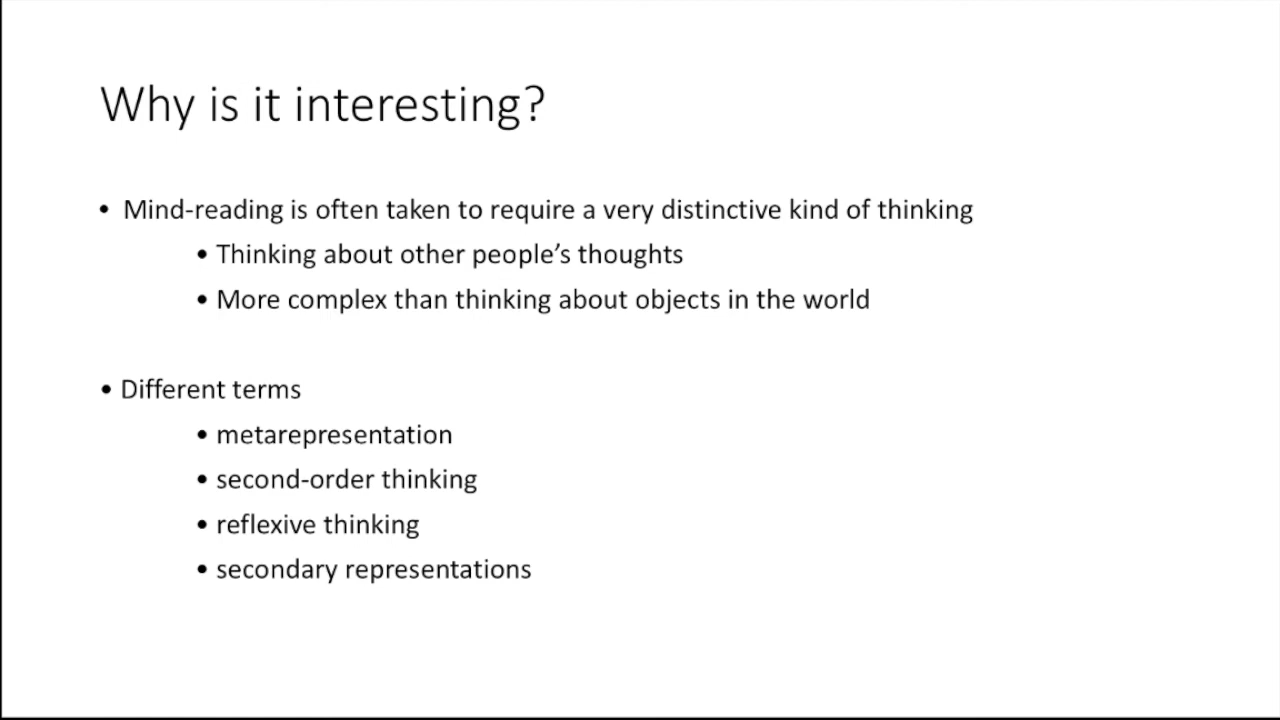 Why is it interesting?
• Mind-reading is often taken to require a very distinctive kind of thinking
• Thinking about other people’s thoughts
• More complex than thinking about objects in the world
• Different terms
• metarepresentation
• second-order thinking
• reflexive thinking
• secondary representations